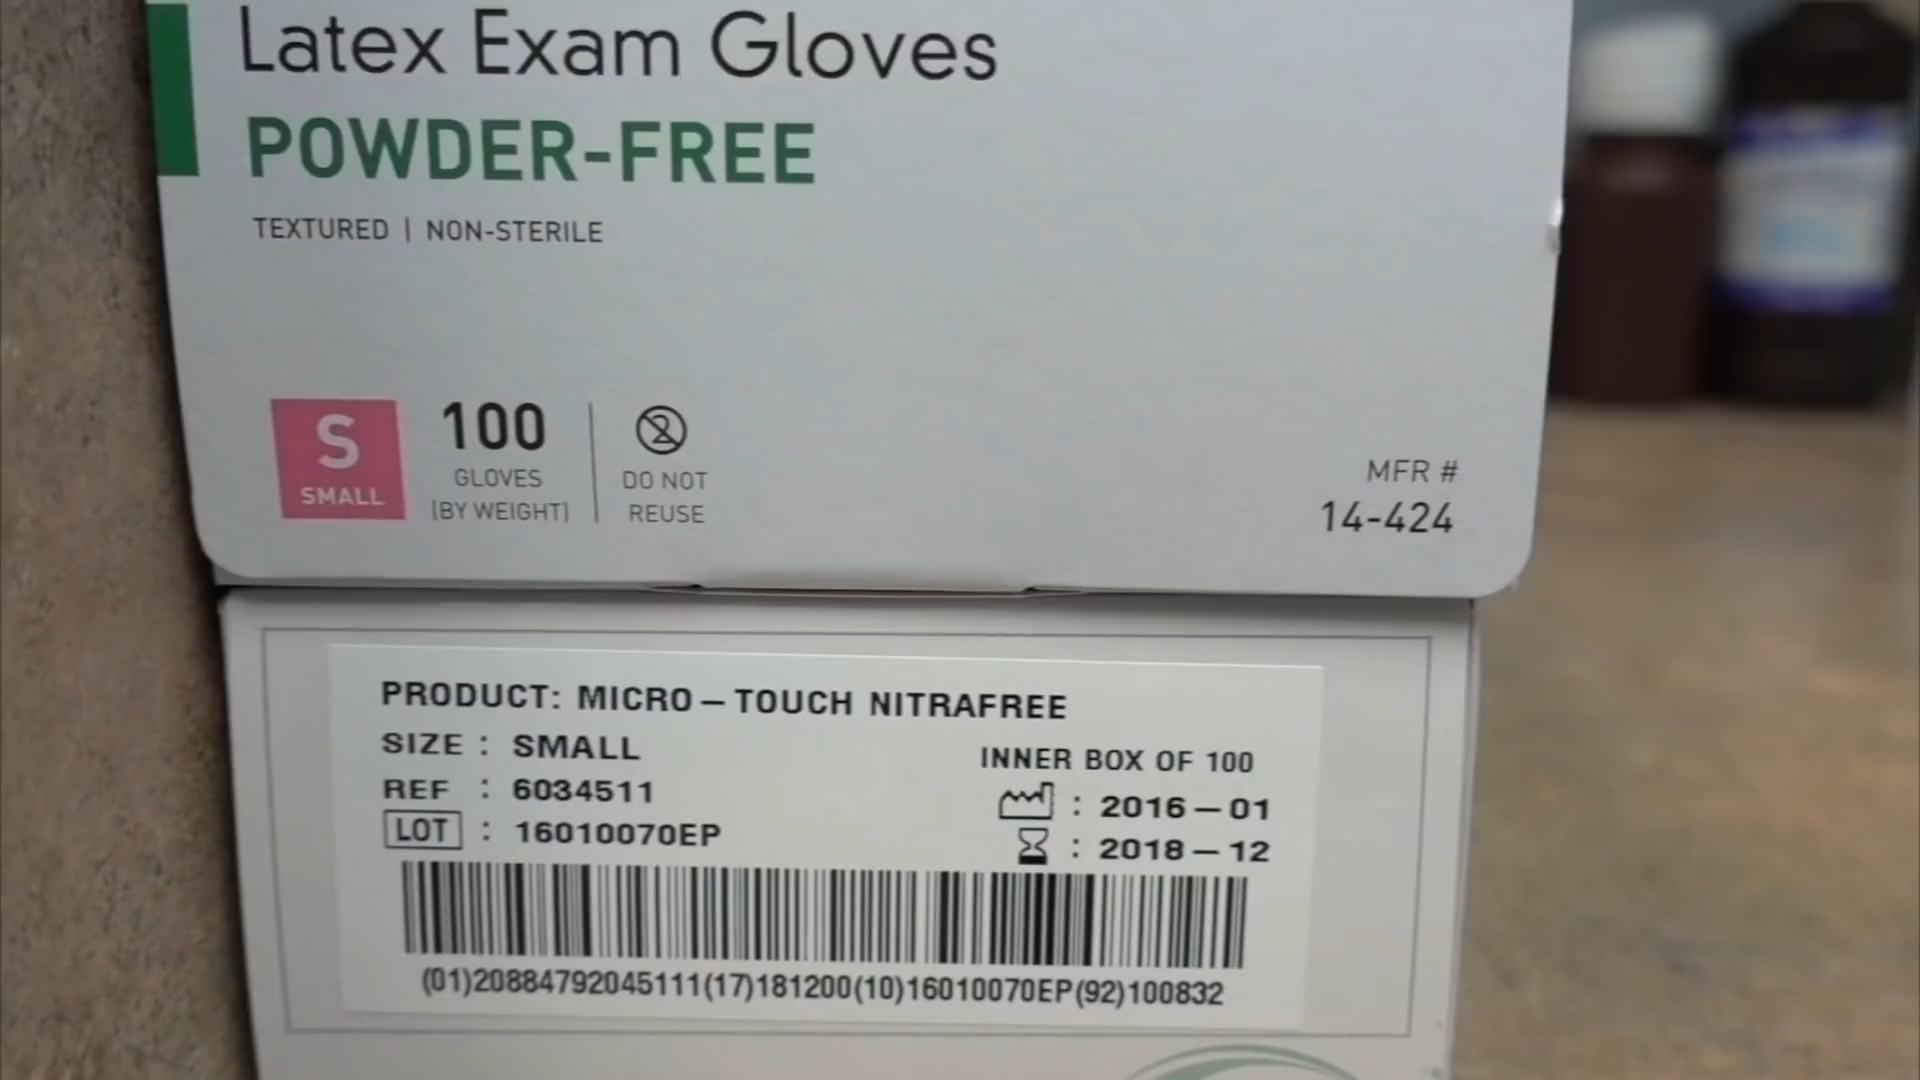 Latex Exam Gloves
POWDER-FREE
TEXTURED | NON-STERILE
S
SMALL
100
GLOVES
(BY WEIGHT)
2
DO NOT
REUSE
MFR #
14-424
PRODUCT: MICRO-TOUCH NITRAFREE
SIZE : SMALL
REF : 6034511
LOT : 16010070EP
INNER BOX OF 100
: 2016-01
: 2018-12
(01)20884792045111(17)181200(10)16010070EP(92)100832